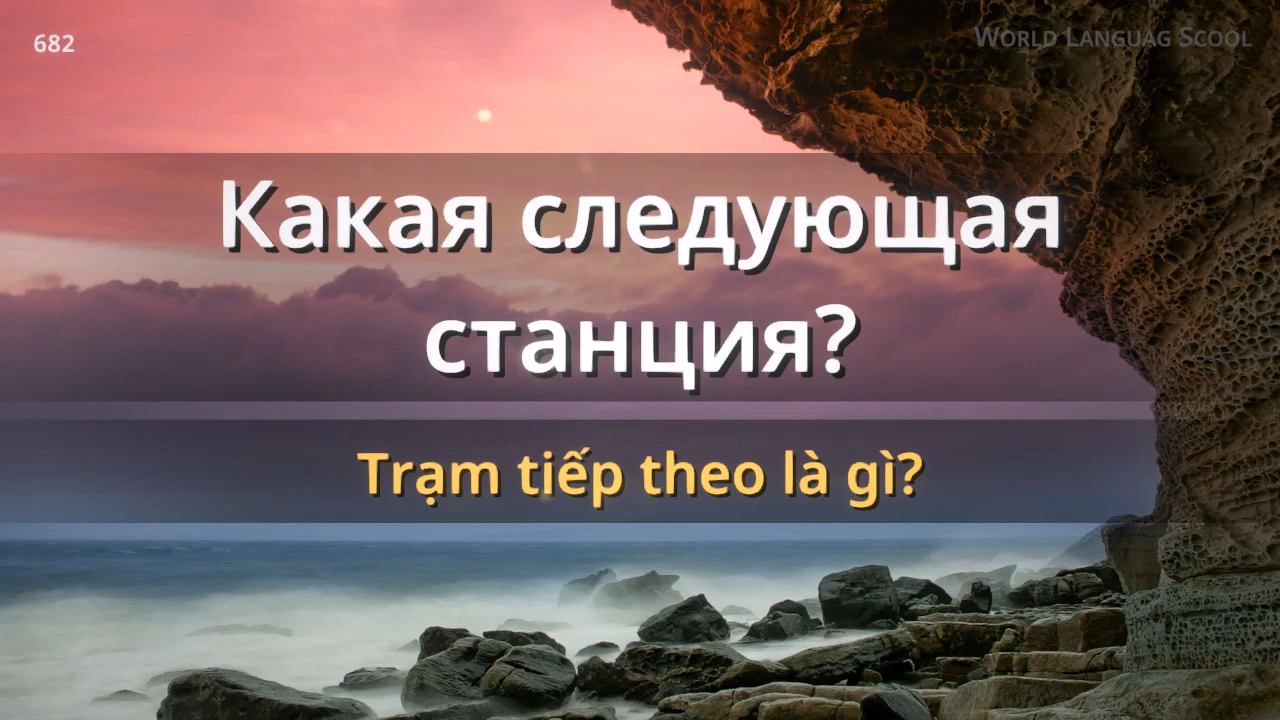 682
World Languag Scool
Какая следующая
станция?
Trạm tiếp theo là gì?